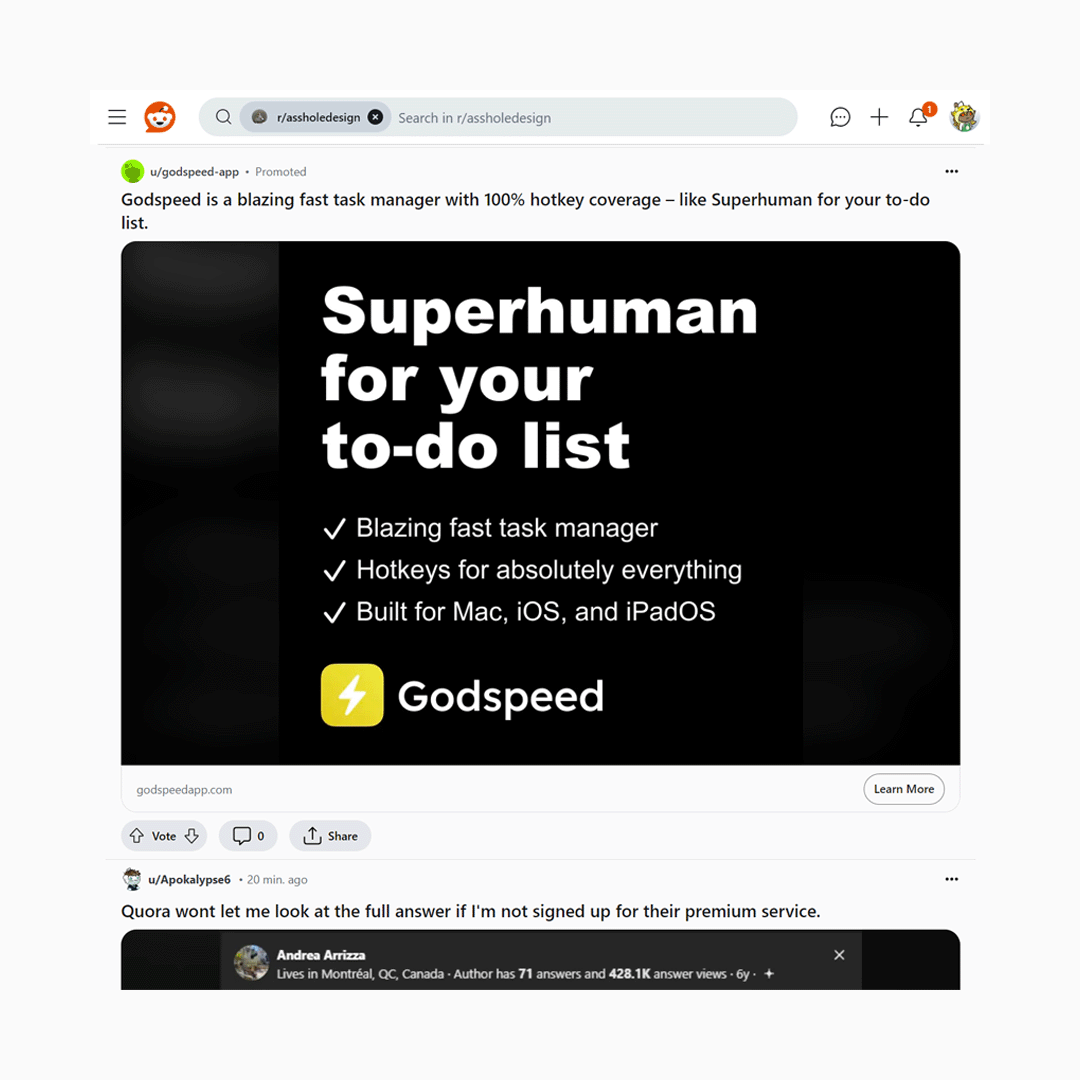 r/assholedesign Search in r/assholedesign 1
u/godspeed-app • Promoted
Godspeed is a blazing fast task manager with 100% hotkey coverage – like Superhuman for your to-do
list.
Superhuman
for your
to-do list
✓ Blazing fast task manager
✓ Hotkeys for absolutely everything
✓ Built for Mac, iOS, and iPadOS
Godspeed
godspeedapp.com Learn More
Vote 0 Share
u/Apokalypse6 • 20 min. ago
Quora wont let me look at the full answer if I'm not signed up for their premium service.
Andrea Arrizza
Lives in Montréal, QC, Canada · Author has 71 answers and 428.1K answer views · 6y ·